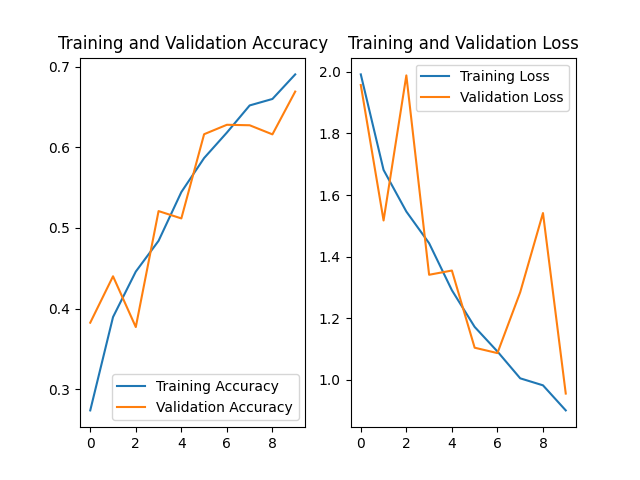 Training and Validation Accuracy
0.7
0.6
0.5
0.4
0.3
0 2 4 6 8
Training Accuracy
Validation Accuracy
Training and Validation Loss
2.0
1.8
1.6
1.4
1.2
1.0
0 2 4 6 8
Training Loss
Validation Loss